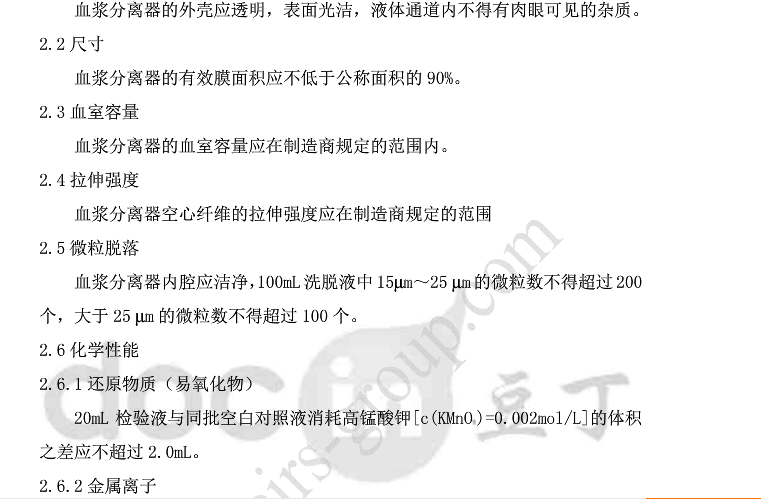 血浆分离器的外壳应透明，表面光洁，液体通道内不得有肉眼可见的杂质。
2.2 尺寸
血浆分离器的有效膜面积应不低于公称面积的 90%。
2.3 血室容量
血浆分离器的血室容量应在制造商规定的范围内。
2.4 拉伸强度
血浆分离器空心纤维的拉伸强度应在制造商规定的范围
2.5 微粒脱落
血浆分离器内腔应洁净，100mL 洗脱液中 15μm～25 μm 的微粒数不得超过 200
个，大于 25 μm 的微粒数不得超过 100 个。
2.6 化学性能
2.6.1 还原物质（易氧化物）
20mL 检验液与同批空白对照液消耗高锰酸钾[c(KMnO₄)=0.002mol/L]的体积
之差应不超过 2.0mL。
2.6.2 金属离子
docin 豆丁
irs-group.com